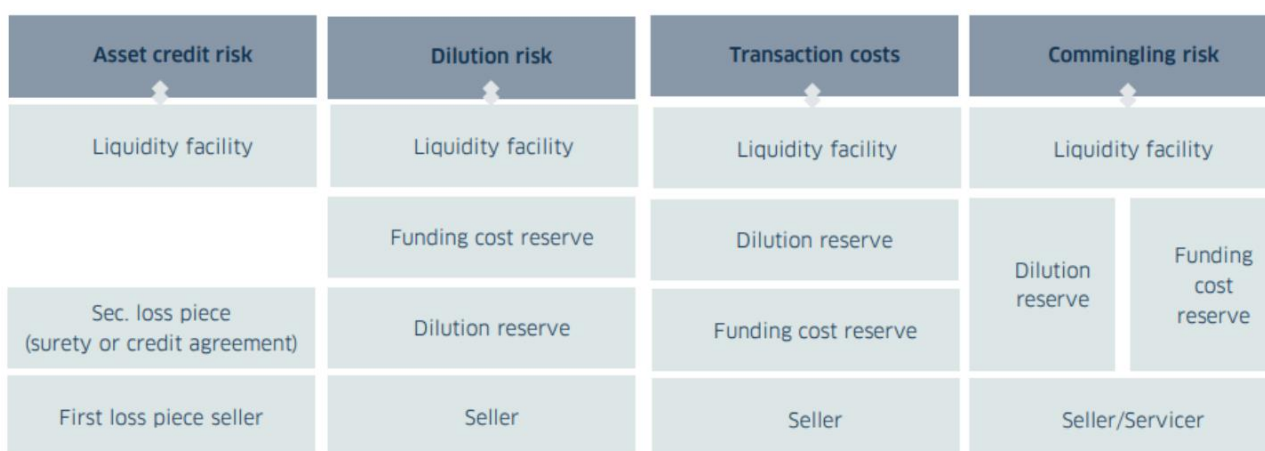 Asset credit risk
Dilution risk
Transaction costs
Commingling risk
Liquidity facility
Liquidity facility
Liquidity facility
Liquidity facility
Funding cost reserve
Dilution reserve
Dilution
reserve
Funding
cost
reserve
Sec. loss piece
(surety or credit agreement)
Dilution reserve
Funding cost reserve
First loss piece seller
Seller
Seller
Seller/Servicer